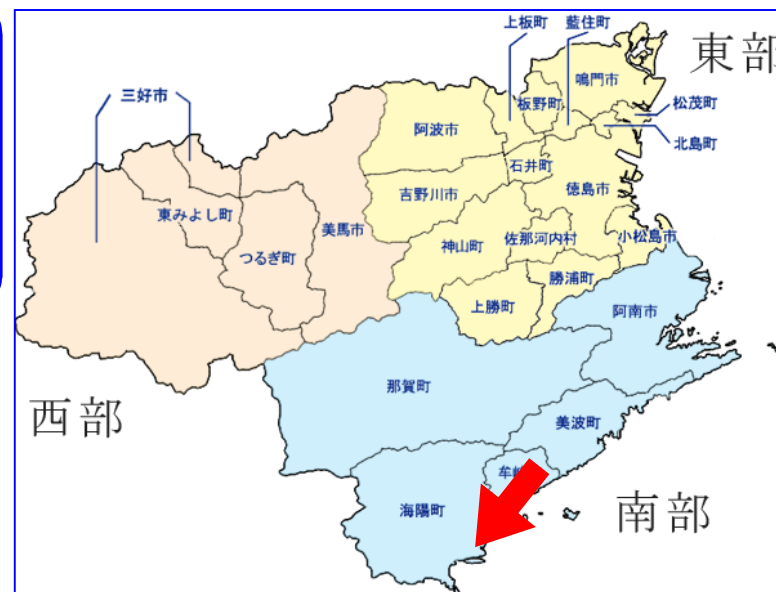 上板町
藍住町
東部
鳴門市
三好市
板野町
松茂町
阿波市
北島町
石井町
吉野川市
徳島市
東みよし町
美馬市
神山町
佐那河内村
小松島市
つるぎ町
勝浦町
上勝町
阿南市
那賀町
西部
美波町
牟
海陽町
南部